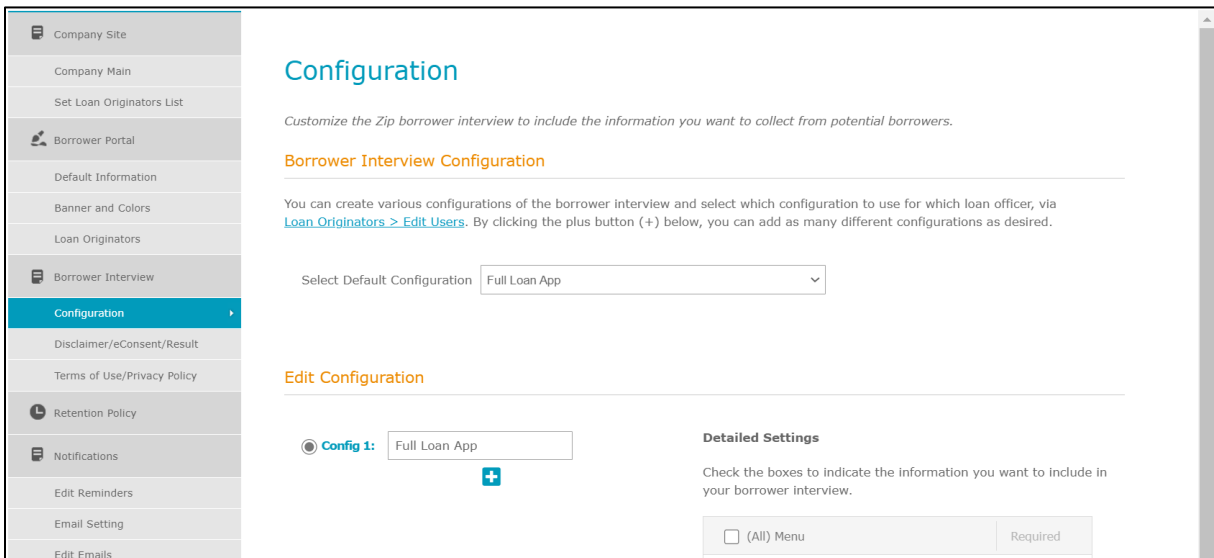 Company Site
Company Main
Set Loan Originators List
Borrower Portal
Default Information
Banner and Colors
Loan Originators
Borrower Interview
Configuration
Disclaimer/eConsent/Result
Terms of Use/Privacy Policy
Retention Policy
Notifications
Edit Reminders
Email Setting
Edit Emails
Configuration
Customize the Zip borrower interview to include the information you want to collect from potential borrowers.
Borrower Interview Configuration
You can create various configurations of the borrower interview and select which configuration to use for which loan officer, via
Loan Originators > Edit Users. By clicking the plus button (+) below, you can add as many different configurations as desired.
Select Default Configuration Full Loan App
Edit Configuration
Config 1: Full Loan App
Detailed Settings
Check the boxes to indicate the information you want to include in
your borrower interview.
(All) Menu Required